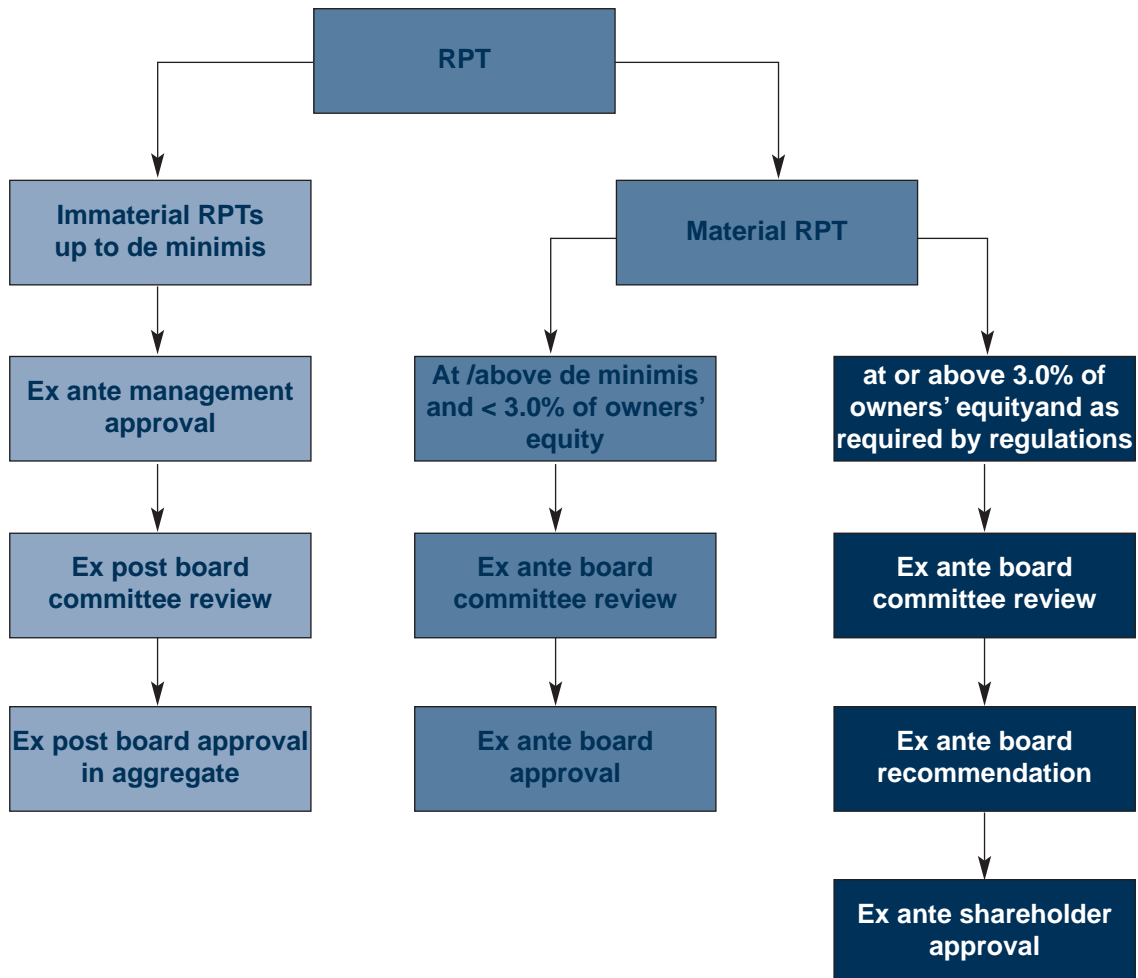 RPT
Immaterial RPTs
up to de minimis
Material RPT
Ex ante management
approval
At /above de minimis
and < 3.0% of owners’
equity
at or above 3.0% of
owners’ equityand as
required by regulations
Ex post board
committee review
Ex ante board
committee review
Ex ante board
committee review
Ex post board approval
in aggregate
Ex ante board
approval
Ex ante board
recommendation
Ex ante shareholder
approval